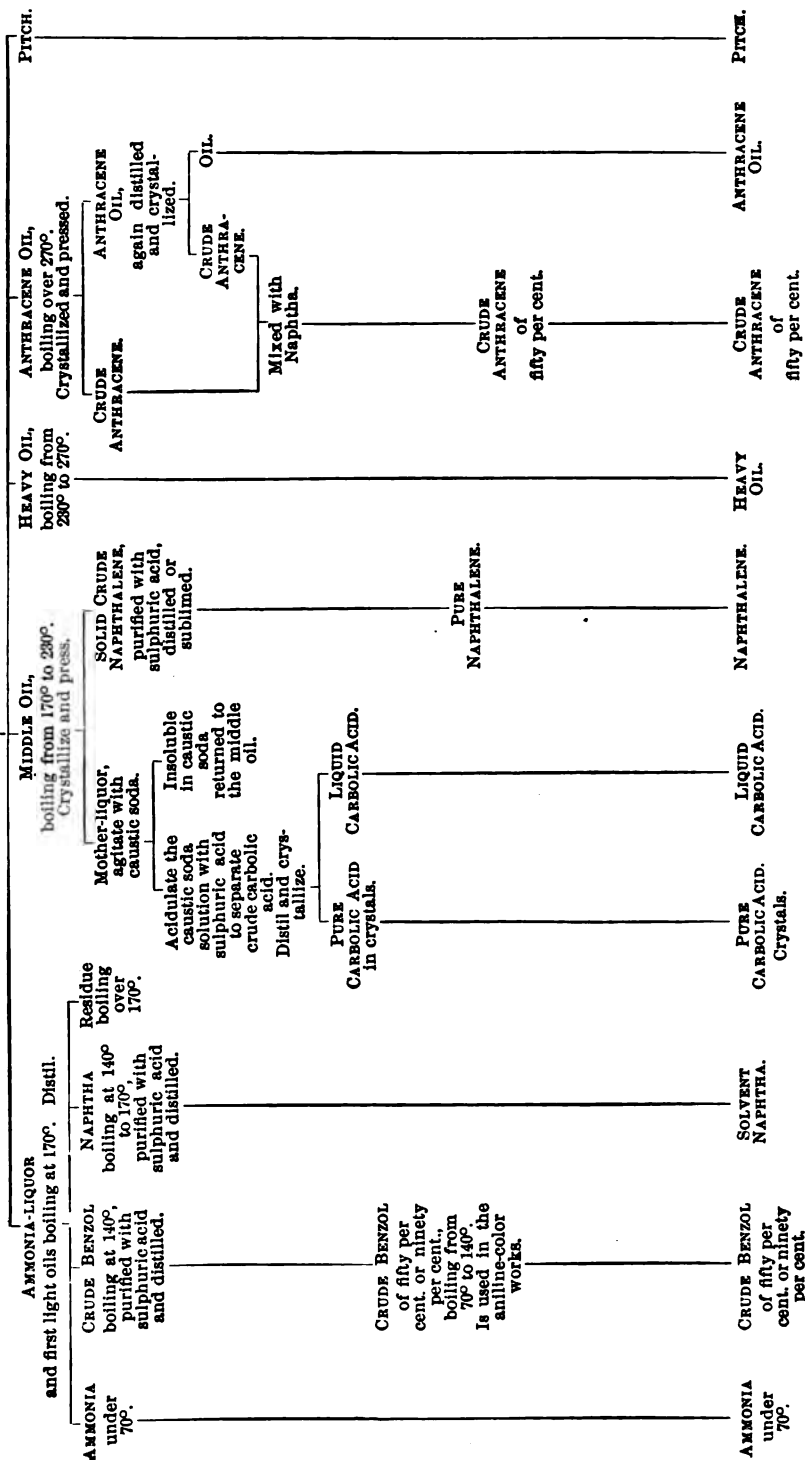 AMMONIA-LIQUOR
and first light oils boiling at 170°. Distil.
AMMONIA
under
70°.
CRUDE BENZOL
boiling at 140°,
purified with
sulphuric acid
and distilled.
NAPHTHA
boiling at 140°
to 170°,
purified with
sulphuric acid
and distilled.
Residue
boiling
over
170°.
MIDDLE OIL,
boiling from 170° to 230°.
Crystallize and press.
Mother-liquor,
agitate with
caustic soda.
Acidulate the
caustic soda
solution with
sulphuric acid
to separate
crude carbolic
acid.
Distil and crys-
tallize.
Insoluble
in caustic
soda
returned to
the middle
oil.
PURE
CARBOLIC ACID
in crystals.
LIQUID
CARBOLIC ACID.
SOLID CRUDE
NAPHTHALENE,
purified with
sulphuric acid,
distilled or
sublimed.
HEAVY OIL,
boiling from
230° to 270°.
ANTHRACENE OIL,
boiling over 270°.
Crystallized and pressed.
CRUDE
ANTHRACENE.
ANTHRACENE
OIL,
again distilled
and crystal-
lized.
CRUDE
ANTHRA-
CENE.
OIL.
Mixed with
Naphtha.
PITCH.
CRUDE BENZOL
of fifty per
cent. or ninety
per cent.,
boiling from
70° to 140°.
Is used in the
aniline-color
works.
PURE
NAPHTHALENE.
CRUDE
ANTHRACENE
of
fifty per cent.
AMMONIA
under
70°.
CRUDE BENZOL
of fifty per
cent. or ninety
per cent.
SOLVENT
NAPHTHA.
PURE
CARBOLIC ACID.
Crystals.
LIQUID
CARBOLIC ACID.
NAPHTHALENE.
HEAVY
OIL.
CRUDE
ANTHRACENE
of
fifty per cent.
ANTHRACENE
OIL.
PITCH.